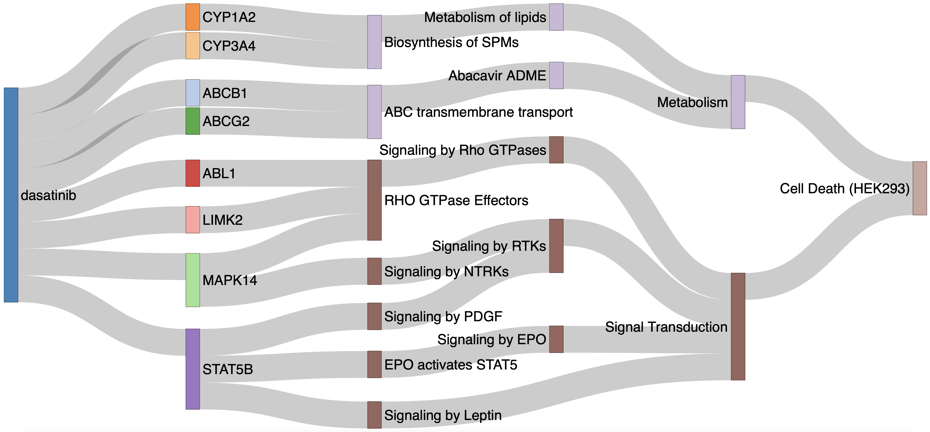 dasatinib
CYP1A2
CYP3A4
ABCB1
ABCG2
ABL1
LIMK2
MAPK14
STAT5B
Biosynthesis of SPMs
ABC transmembrane transport
RHO GTPase Effectors
Signaling by NTRKs
Signaling by PDGF
EPO activates STAT5
Signaling by Leptin
Metabolism of lipids
Abacavir ADME
Signaling by Rho GTPases
Signaling by RTKs
Signaling by EPO
Metabolism
Signal Transduction
Cell Death (HEK293)